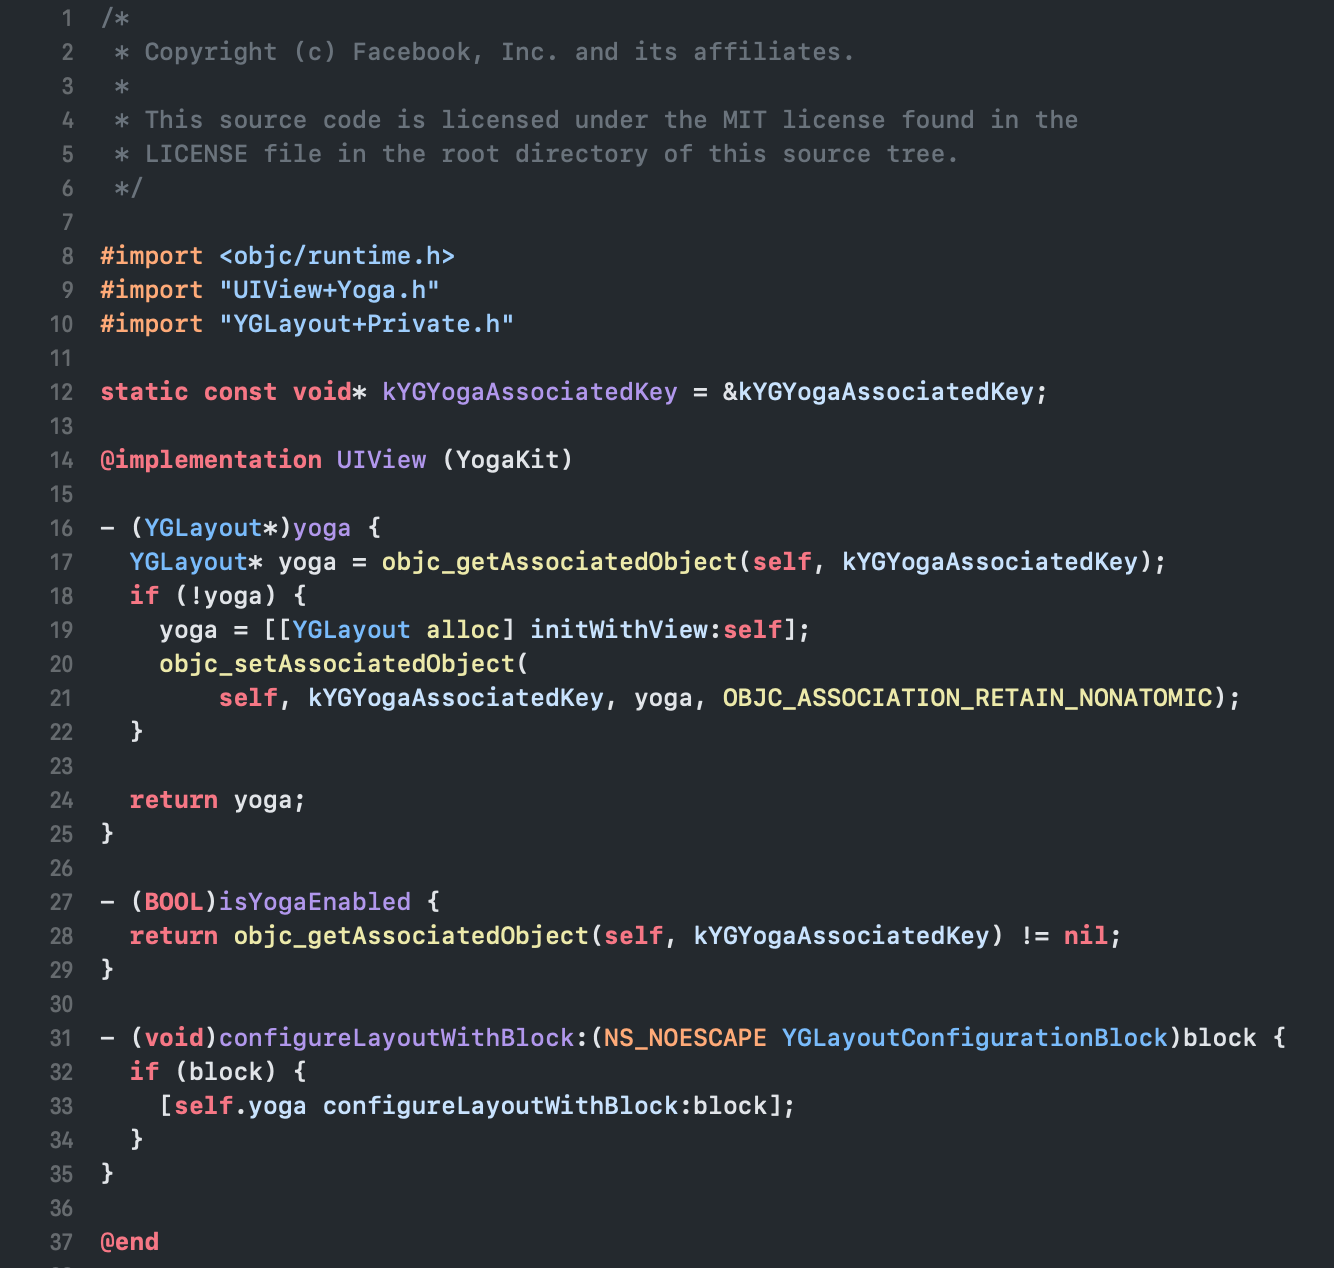 1 /*
2  * Copyright (c) Facebook, Inc. and its affiliates.
3  *
4  * This source code is licensed under the MIT license found in the
5  * LICENSE file in the root directory of this source tree.
6  */
7
8 #import <objc/runtime.h>
9 #import "UIView+Yoga.h"
10 #import "YGLayout+Private.h"
11
12 static const void* kYGYogaAssociatedKey = &kYGYogaAssociatedKey;
13
14 @implementation UIView (YogaKit)
15
16 - (YGLayout*)yoga {
17   YGLayout* yoga = objc_getAssociatedObject(self, kYGYogaAssociatedKey);
18   if (!yoga) {
19     yoga = [[YGLayout alloc] initWithView:self];
20     objc_setAssociatedObject(
21         self, kYGYogaAssociatedKey, yoga, OBJC_ASSOCIATION_RETAIN_NONATOMIC);
22   }
23
24   return yoga;
25 }
26
27 - (BOOL)isYogaEnabled {
28   return objc_getAssociatedObject(self, kYGYogaAssociatedKey) != nil;
29 }
30
31 - (void)configureLayoutWithBlock:(NS_NOESCAPE YGLayoutConfigurationBlock)block {
32   if (block) {
33     [self.yoga configureLayoutWithBlock:block];
34   }
35 }
36
37 @end